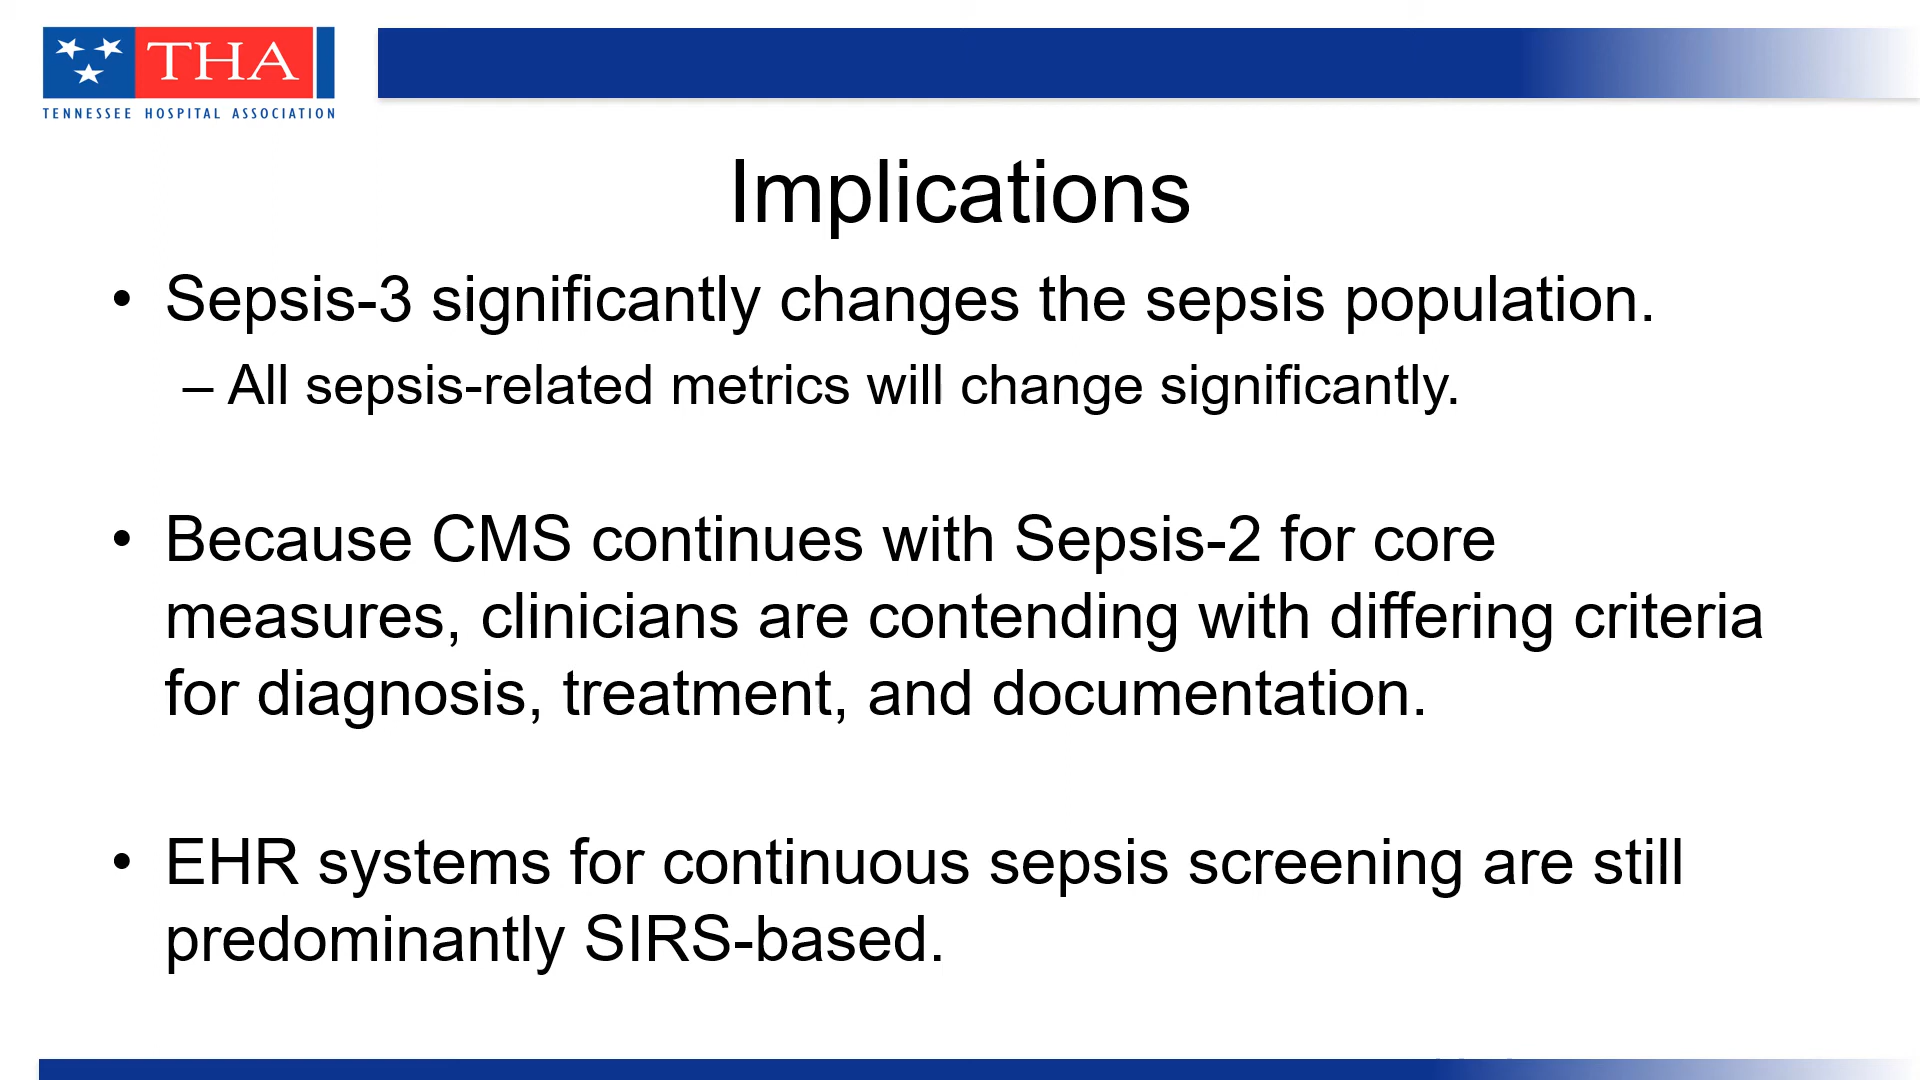 THA
TENNESSEE HOSPITAL ASSOCIATION
Implications
• Sepsis-3 significantly changes the sepsis population.
– All sepsis-related metrics will change significantly.
• Because CMS continues with Sepsis-2 for core
measures, clinicians are contending with differing criteria
for diagnosis, treatment, and documentation.
• EHR systems for continuous sepsis screening are still
predominantly SIRS-based.